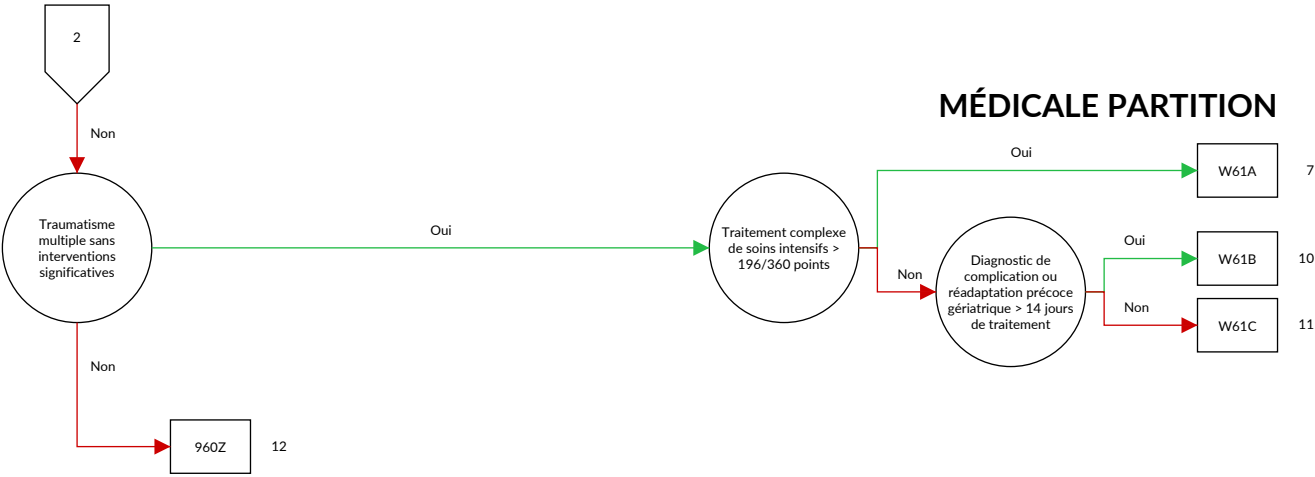 2
Non
MÉDICALE PARTITION
Oui
W61A
7
Traumatisme
multiple sans
interventions
significatives
Oui
Traitement complexe
de soins intensifs >
196/360 points
Non
Diagnostic de
complication ou
réadaptation précoce
gériatrique > 14 jours
de traitement
Oui
W61B
10
Non
W61C
11
Non
960Z
12